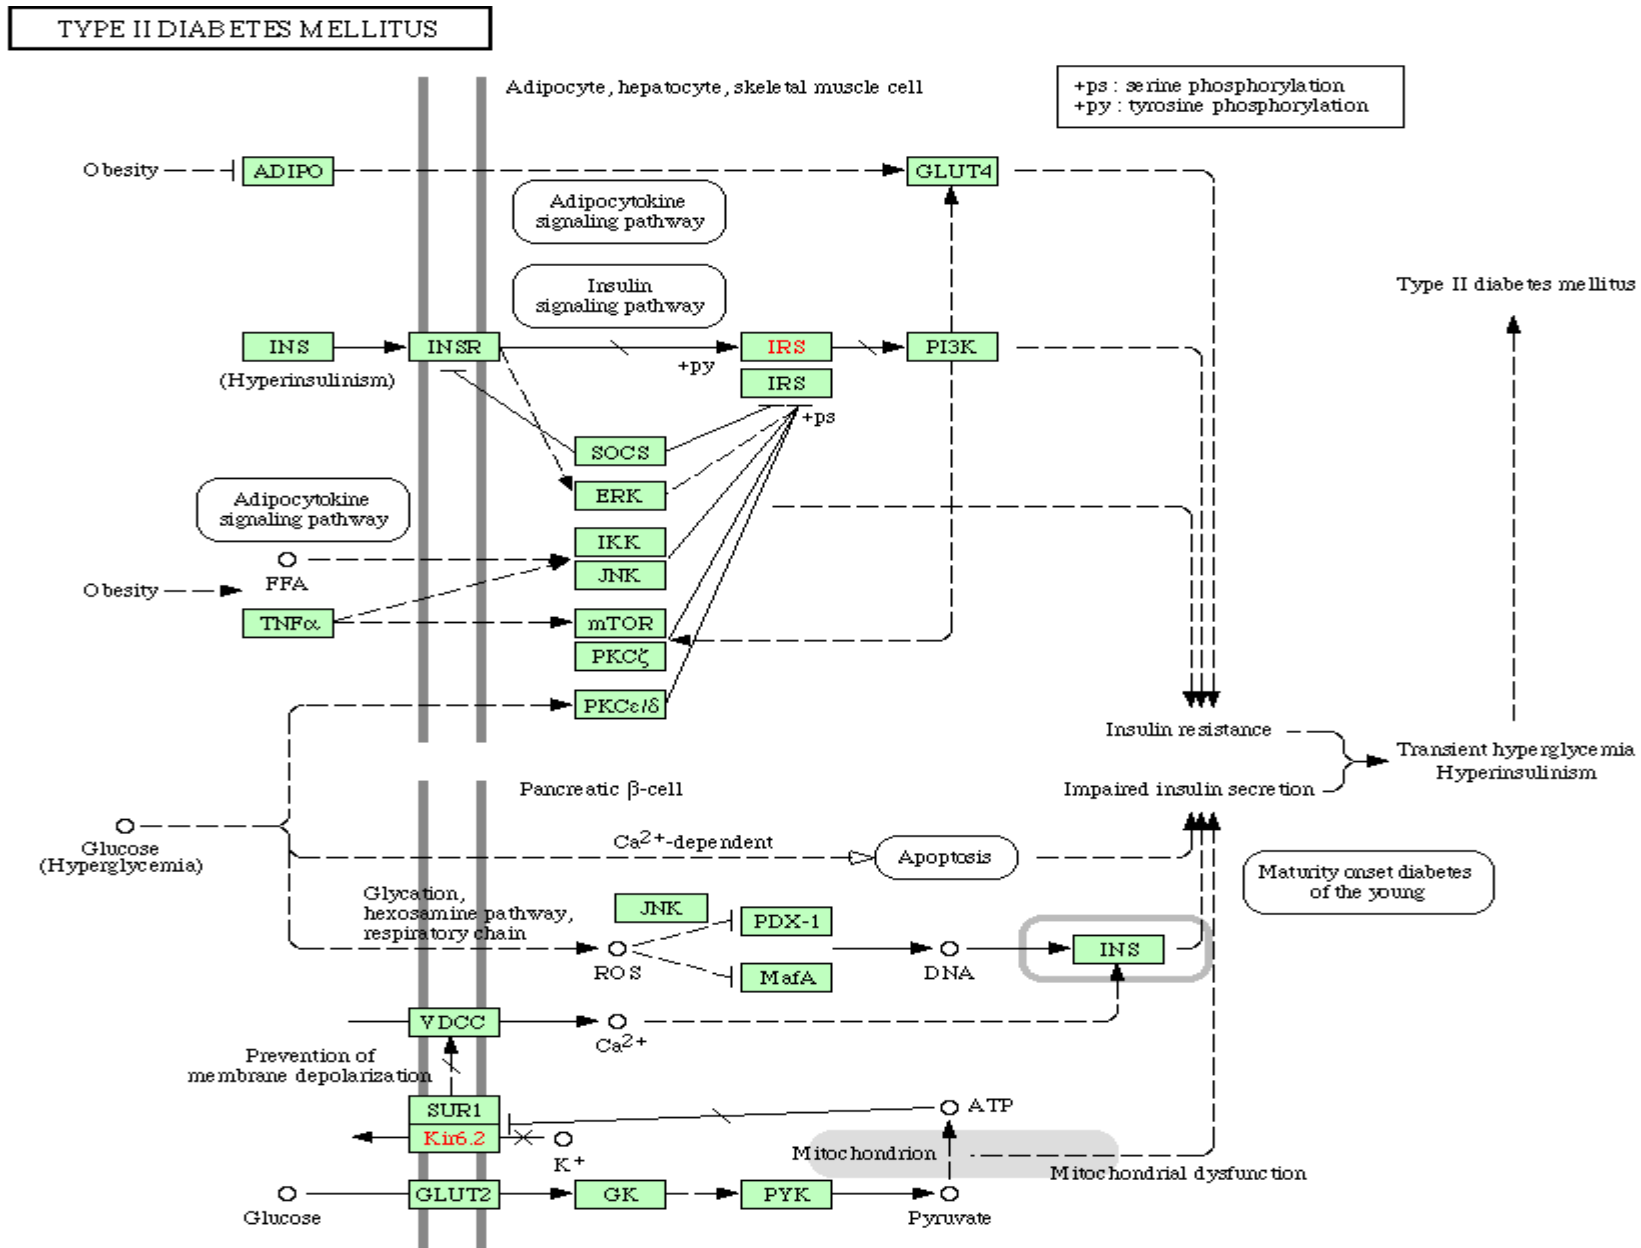 TYPE II DIABETES MELLITUS
Adipocyte, hepatocyte, skeletal muscle cell
+ps : serine phosphorylation
+py : tyrosine phosphorylation
Obesity
ADIPO
GLUT4
Adipocytokine
signaling pathway
Insulin
signaling pathway
Type II diabetes mellitus
INS
INSR
IRS
PI3K
(Hyperinsulinism)
+py
IRS
+ps
SOCS
ERK
Adipocytokine
signaling pathway
IKK
JNK
FFA
Obesity
TNFα
mTOR
PKCζ
PKCε/δ
Insulin resistance
Transient hyperglycemia
Hyperinsulinism
Pancreatic β-cell
Impaired insulin secretion
Glucose
(Hyperglycemia)
Ca2+-dependent
Apoptosis
Maturity onset diabetes
of the young
Glycation,
hexosamine pathway,
respiratory chain
JNK
PDX-1
ROS
MafA
DNA
INS
VDCC
Ca2+
Prevention of
membrane depolarization
SUR1
Kir6.2
K+
ATP
Mitochondrion
Mitochondrial dysfunction
Glucose
GLUT2
GK
PYK
Pyruvate